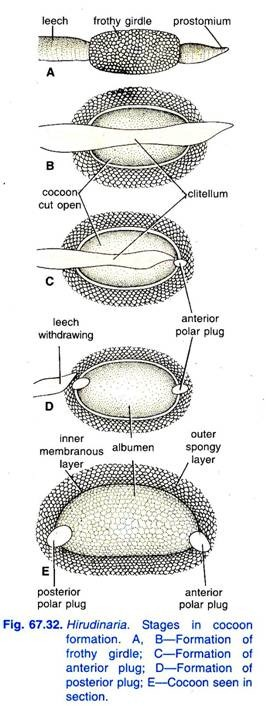 leech frothy girdle prostomium
A
B
cocoon
cut open
clitellum
C
anterior
polar plug
leech
withdrawing
D
inner
membranous
layer
albumen
outer
spongy
layer
E
posterior
polar plug
anterior
polar plug
Fig. 67.32. Hirudinaria. Stages in cocoon
formation. A, B—Formation of
frothy girdle; C—Formation of
anterior plug; D—Formation of
posterior plug; E—Cocoon seen in
section.